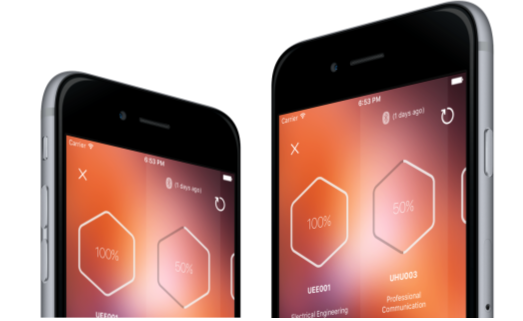 Carrier
6:53 PM
(1 days ago)
100%
50%
UEE001
Carrier
6:53 PM
(1 days ago)
100%
50%
UEE001
Electrical Engineering
UHU003
Professional
Communication